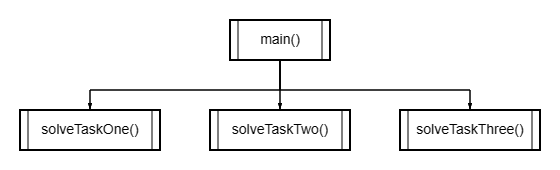 main()
solveTaskOne()
solveTaskTwo()
solveTaskThree()